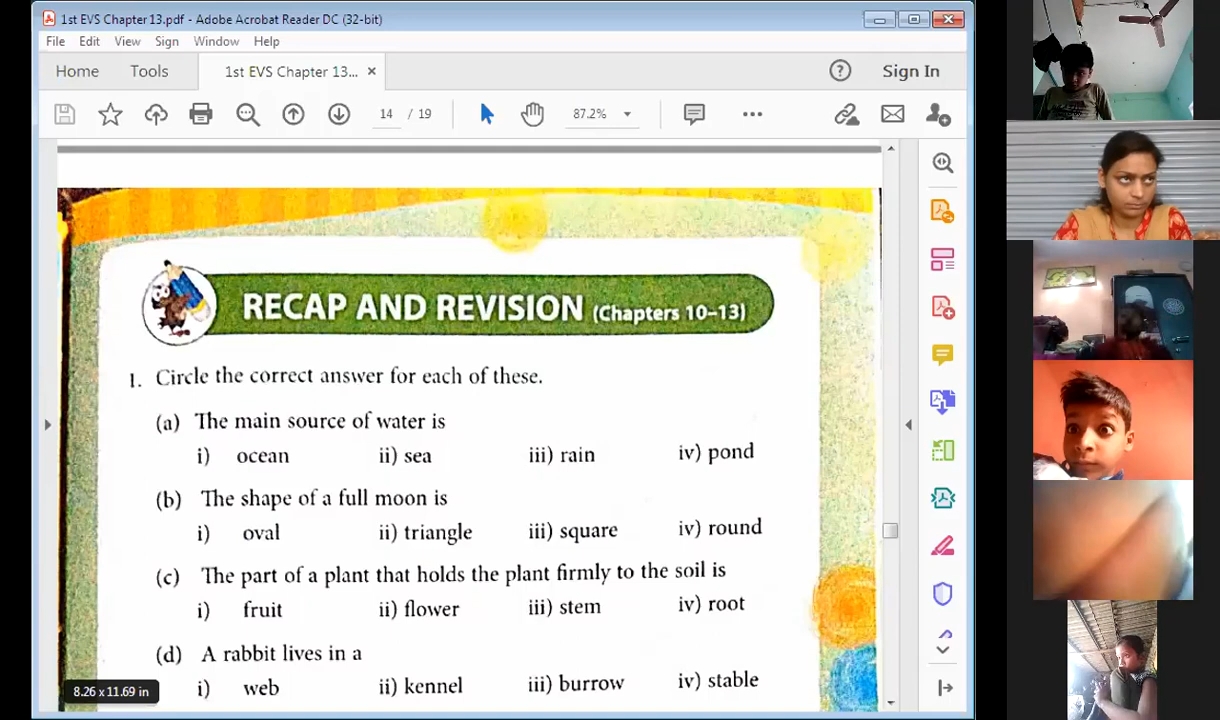 1st EVS Chapter 13.pdf - Adobe Acrobat Reader DC (32-bit)
File Edit View Sign Window Help
Home Tools 1st EVS Chapter 13... × Sign In
14 / 19 87.2%
RECAP AND REVISION (Chapters 10–13)
1. Circle the correct answer for each of these.
(a) The main source of water is
i) ocean ii) sea iii) rain iv) pond
(b) The shape of a full moon is
i) oval ii) triangle iii) square iv) round
(c) The part of a plant that holds the plant firmly to the soil is
i) fruit ii) flower iii) stem iv) root
(d) A rabbit lives in a
i) web ii) kennel iii) burrow iv) stable
8.26 x 11.69 in